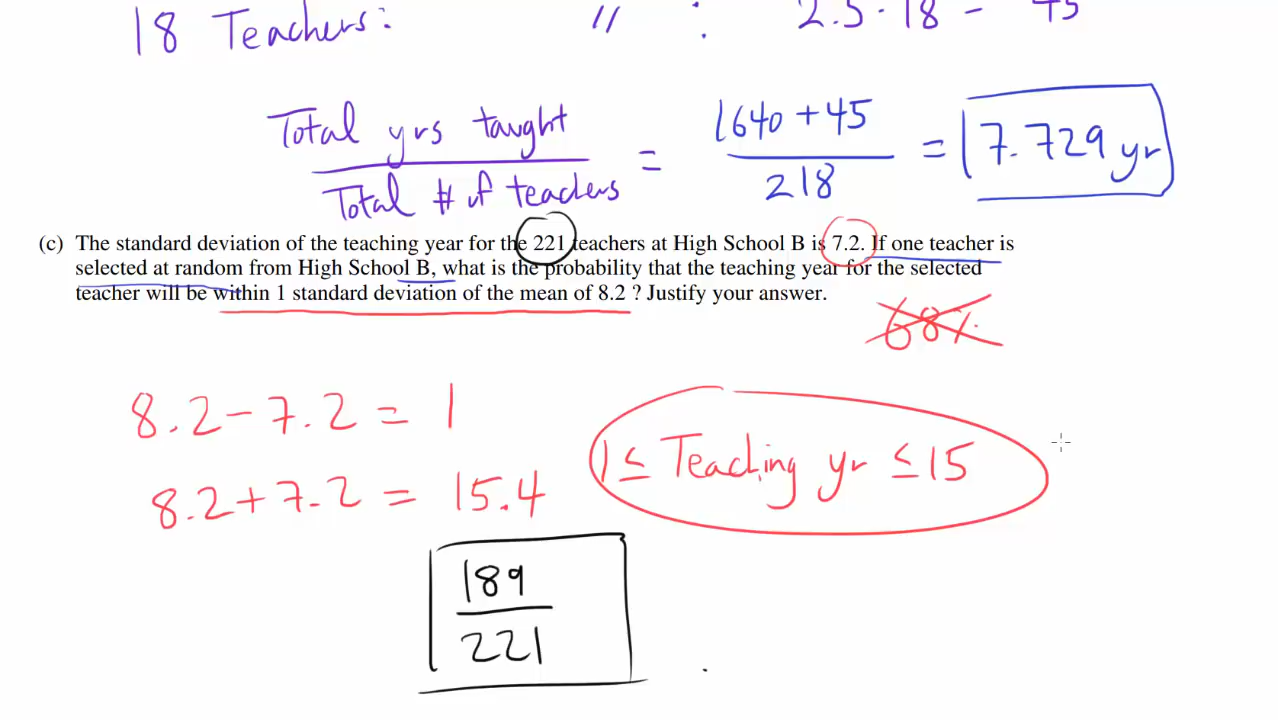 18 Teachers: // : 2.5·18 = 45
Total yrs taught
Total # of teachers
=
1640+45
218
= 7.729 yr
(c) The standard deviation of the teaching year for the 221 teachers at High School B is 7.2. If one teacher is
selected at random from High School B, what is the probability that the teaching year for the selected
teacher will be within 1 standard deviation of the mean of 8.2 ? Justify your answer.
68%
8.2-7.2 = 1
1 ≤ Teaching yr ≤ 15
8.2+7.2 = 15.4
189
221